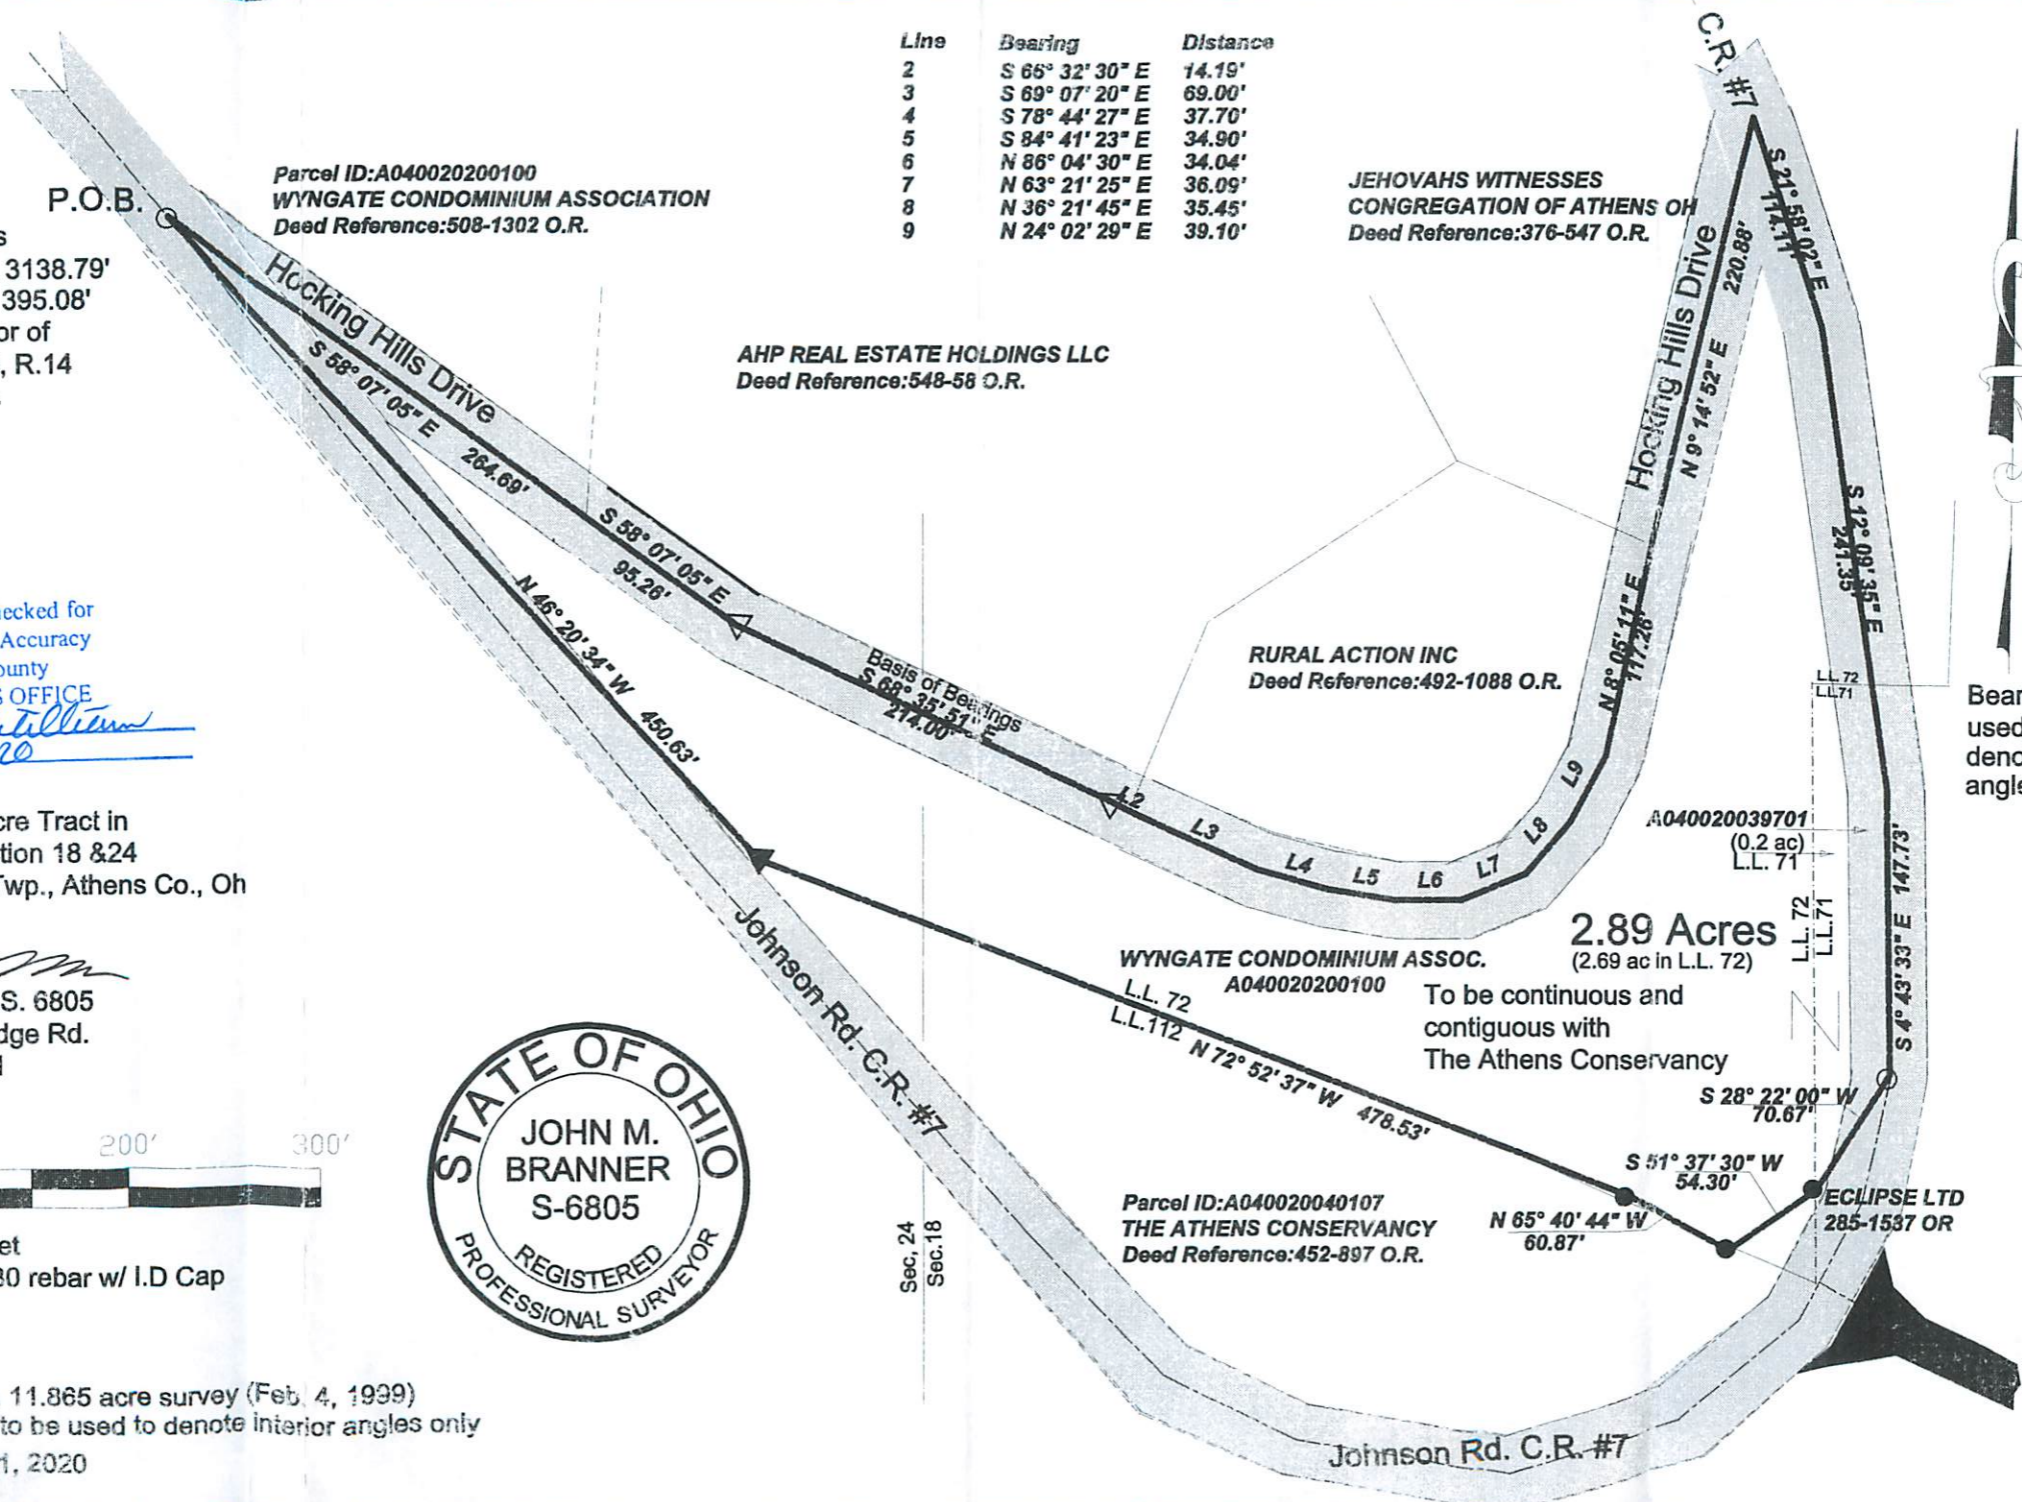 Line Bearing Distance
2 S 65° 32' 30" E 14.19'
3 S 69° 07' 20" E 69.00'
4 S 78° 44' 27" E 37.70'
5 S 84° 41' 23" E 34.90'
6 N 86° 04' 30" E 34.04'
7 N 63° 21' 25" E 36.09'
8 N 36° 21' 45" E 35.45'
9 N 24° 02' 29" E 39.10'
C.R. #7
Parcel ID:A040020200100
WYNGATE CONDOMINIUM ASSOCIATION
Deed Reference:508-1302 O.R.
JEHOVAHS WITNESSES
CONGREGATION OF ATHENS OH
Deed Reference:376-547 O.R.
P.O.B.
s
3138.79'
395.08'
or of
, R.14
S 21° 58' 02" E
114.11'
Hocking Hills Drive
S 58° 07' 05" E
264.69'
AHP REAL ESTATE HOLDINGS LLC
Deed Reference:548-58 O.R.
Hocking Hills Drive
220.88'
N 9° 14' 52" E
S 58° 07' 05" E
95.26'
S 12° 09' 35" E
241.35'
N 46° 20' 34" W 450.63'
N 8° 05' 11" E
117.26'
ecked for
Accuracy
ounty
S OFFICE
20
Basis of Bearings
S 68° 35' 51" E
214.00'
RURAL ACTION INC
Deed Reference:492-1088 O.R.
L.L. 72
L.L.71
Bear
used
deno
angle
L2
L3
L4
L5
L6
L7
L8
L9
A040020039701
(0.2 ac)
L.L. 71
cre Tract in
tion 18 &24
Twp., Athens Co., Oh
2.89 Acres
(2.69 ac in L.L. 72)
L.L. 72
L.L.71
S 4° 43' 33" E 147.73'
Johnson Rd. C.R. #7
WYNGATE CONDOMINIUM ASSOC.
A040020200100
L.L. 72
L.L.112
N 72° 52' 37" W 478.53'
To be continuous and
contiguous with
The Athens Conservancy
S. 6805
dge Rd.
STATE OF OHIO
JOHN M.
BRANNER
S-6805
REGISTERED
PROFESSIONAL SURVEYOR
S 28° 22' 00" W
70.67'
200' 300'
S 51° 37' 30" W
54.30'
Parcel ID:A040020040107
THE ATHENS CONSERVANCY
Deed Reference:452-897 O.R.
N 65° 40' 44" W
60.87'
ECLIPSE LTD
285-1537 OR
Sec, 24
Sec.18
et
30 rebar w/ I.D Cap
11.865 acre survey (Feb. 4, 1999)
to be used to denote interior angles only
1, 2020
Johnson Rd. C.R. #7